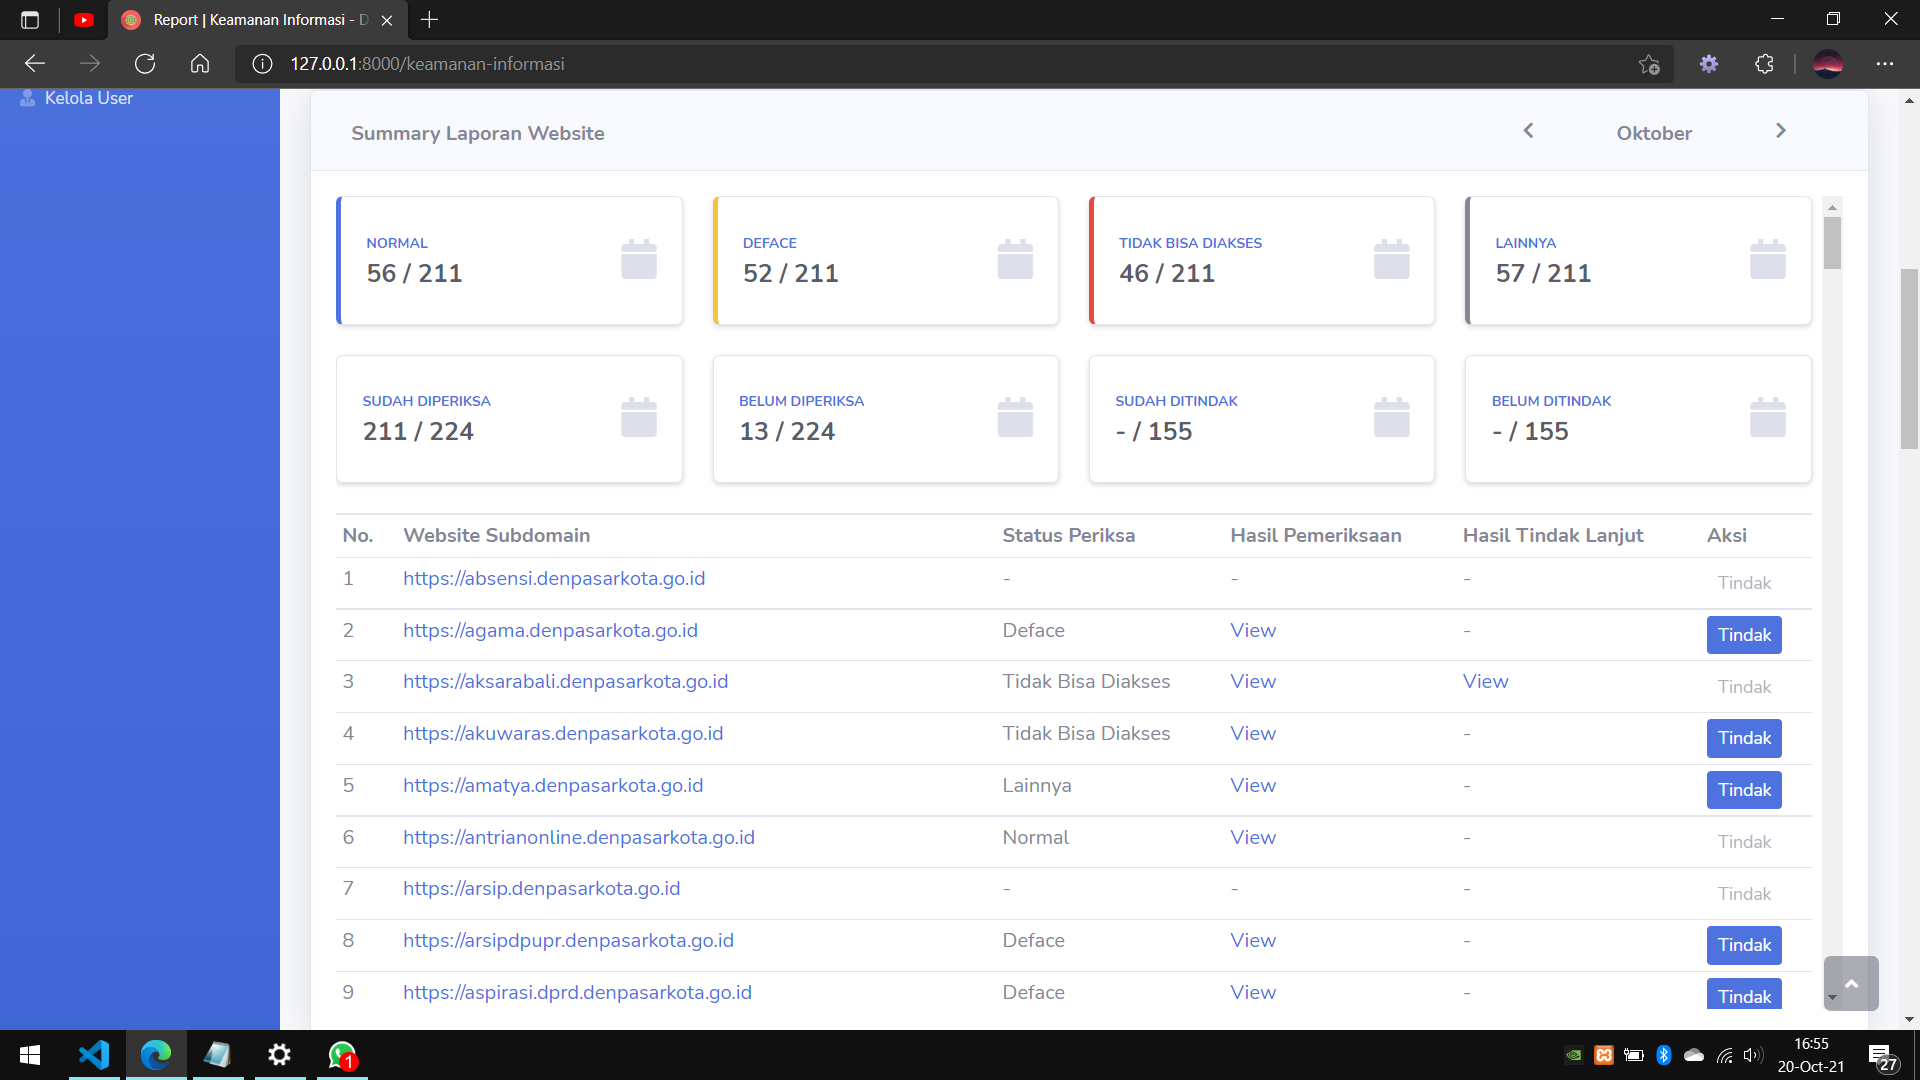 Report | Keamanan Informasi - D
127.0.0.1:8000/keamanan-informasi
Kelola User
Summary Laporan Website
Oktober
NORMAL
56 / 211
DEFACE
52 / 211
TIDAK BISA DIAKSES
46 / 211
LAINNYA
57 / 211
SUDAH DIPERIKSA
211 / 224
BELUM DIPERIKSA
13 / 224
SUDAH DITINDAK
- / 155
BELUM DITINDAK
- / 155
No. Website Subdomain Status Periksa Hasil Pemeriksaan Hasil Tindak Lanjut Aksi
1 https://absensi.denpasarkota.go.id - - - Tindak
2 https://agama.denpasarkota.go.id Deface View - Tindak
3 https://aksarabali.denpasarkota.go.id Tidak Bisa Diakses View View Tindak
4 https://akuwaras.denpasarkota.go.id Tidak Bisa Diakses View - Tindak
5 https://amatya.denpasarkota.go.id Lainnya View - Tindak
6 https://antrianonline.denpasarkota.go.id Normal View - Tindak
7 https://arsip.denpasarkota.go.id - - - Tindak
8 https://arsipdpupr.denpasarkota.go.id Deface View - Tindak
9 https://aspirasi.dprd.denpasarkota.go.id Deface View - Tindak
1
16:55
20-Oct-21
27